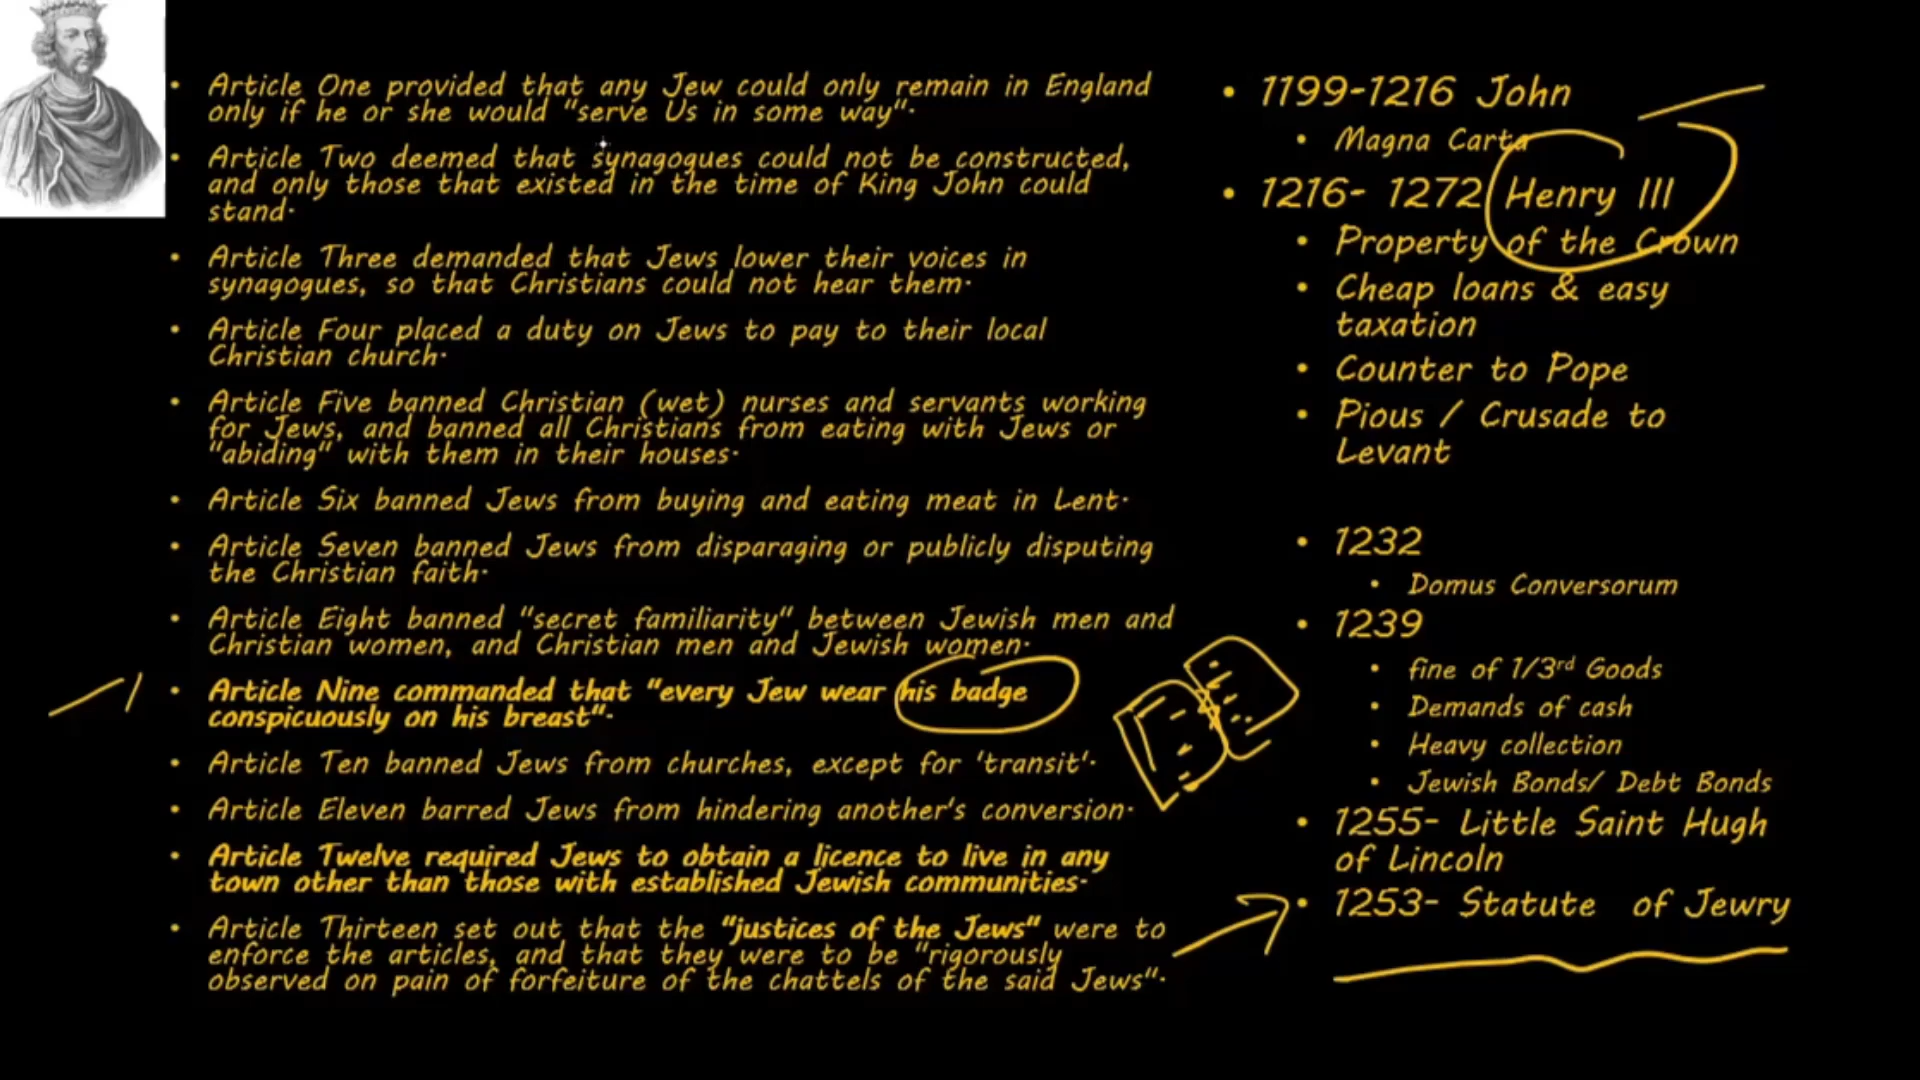 • Article One provided that any Jew could only remain in England
only if he or she would "serve Us in some way".
• Article Two deemed that synagogues could not be constructed,
and only those that existed in the time of King John could
stand.
• Article Three demanded that Jews lower their voices in
synagogues, so that Christians could not hear them.
• Article Four placed a duty on Jews to pay to their local
Christian church.
• Article Five banned Christian (wet) nurses and servants working
for Jews, and banned all Christians from eating with Jews or
"abiding" with them in their houses.
• Article Six banned Jews from buying and eating meat in Lent.
• Article Seven banned Jews from disparaging or publicly disputing
the Christian faith.
• Article Eight banned "secret familiarity" between Jewish men and
Christian women, and Christian men and Jewish women.
• Article Nine commanded that "every Jew wear his badge
conspicuously on his breast".
• Article Ten banned Jews from churches, except for 'transit'.
• Article Eleven barred Jews from hindering another's conversion.
• Article Twelve required Jews to obtain a licence to live in any
town other than those with established Jewish communities.
• Article Thirteen set out that the "justices of the Jews" were to
enforce the articles, and that they were to be "rigorously
observed on pain of forfeiture of the chattels of the said Jews".
• 1199-1216 John
• Magna Carta
• 1216- 1272 Henry III
• Property of the Crown
• Cheap loans & easy
taxation
• Counter to Pope
• Pious / Crusade to
Levant
• 1232
• Domus Conversorum
• 1239
• fine of 1/3rd Goods
• Demands of cash
• Heavy collection
• Jewish Bonds/ Debt Bonds
• 1255- Little Saint Hugh
of Lincoln
• 1253- Statute of Jewry